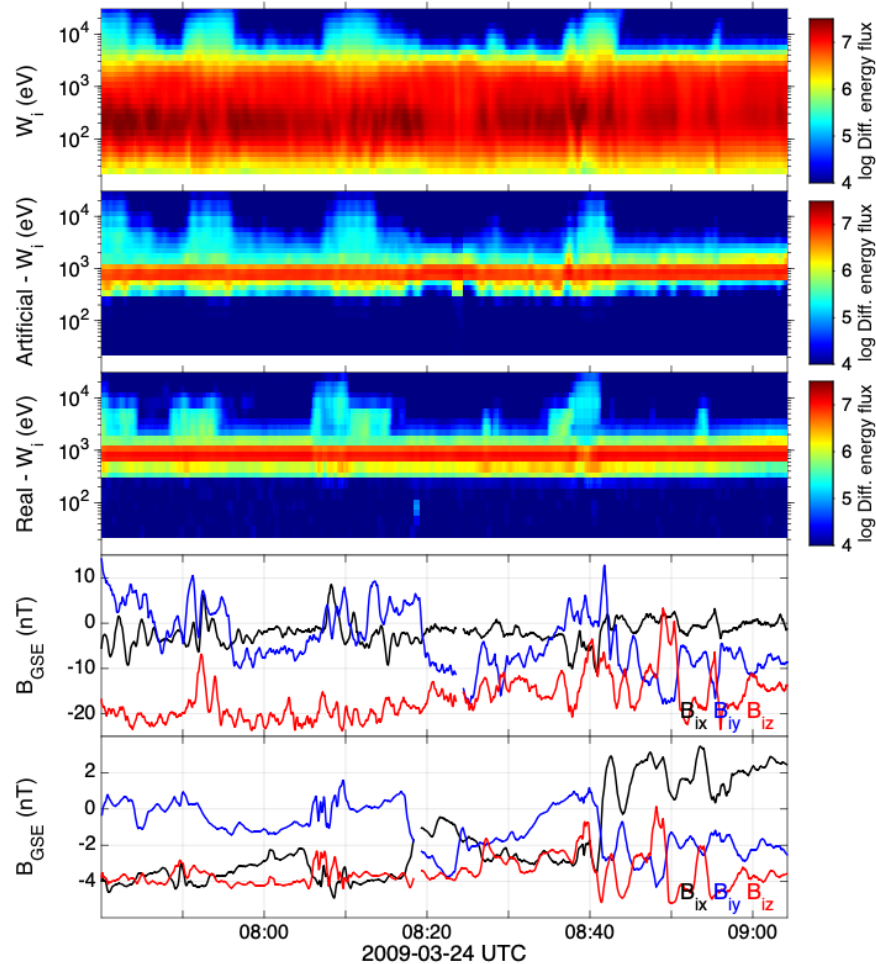 10⁴
10³
10²
W_i (eV)
7
6
5
4
log Diff. energy flux
10⁴
10³
10²
Artificial - W_i (eV)
7
6
5
4
log Diff. energy flux
10⁴
10³
10²
Real - W_i (eV)
7
6
5
4
log Diff. energy flux
10
0
-10
-20
B_GSE (nT)
B_ix B_iy B_iz
2
0
-2
-4
B_GSE (nT)
B_ix B_iy B_iz
08:00 08:20 08:40 09:00
2009-03-24 UTC